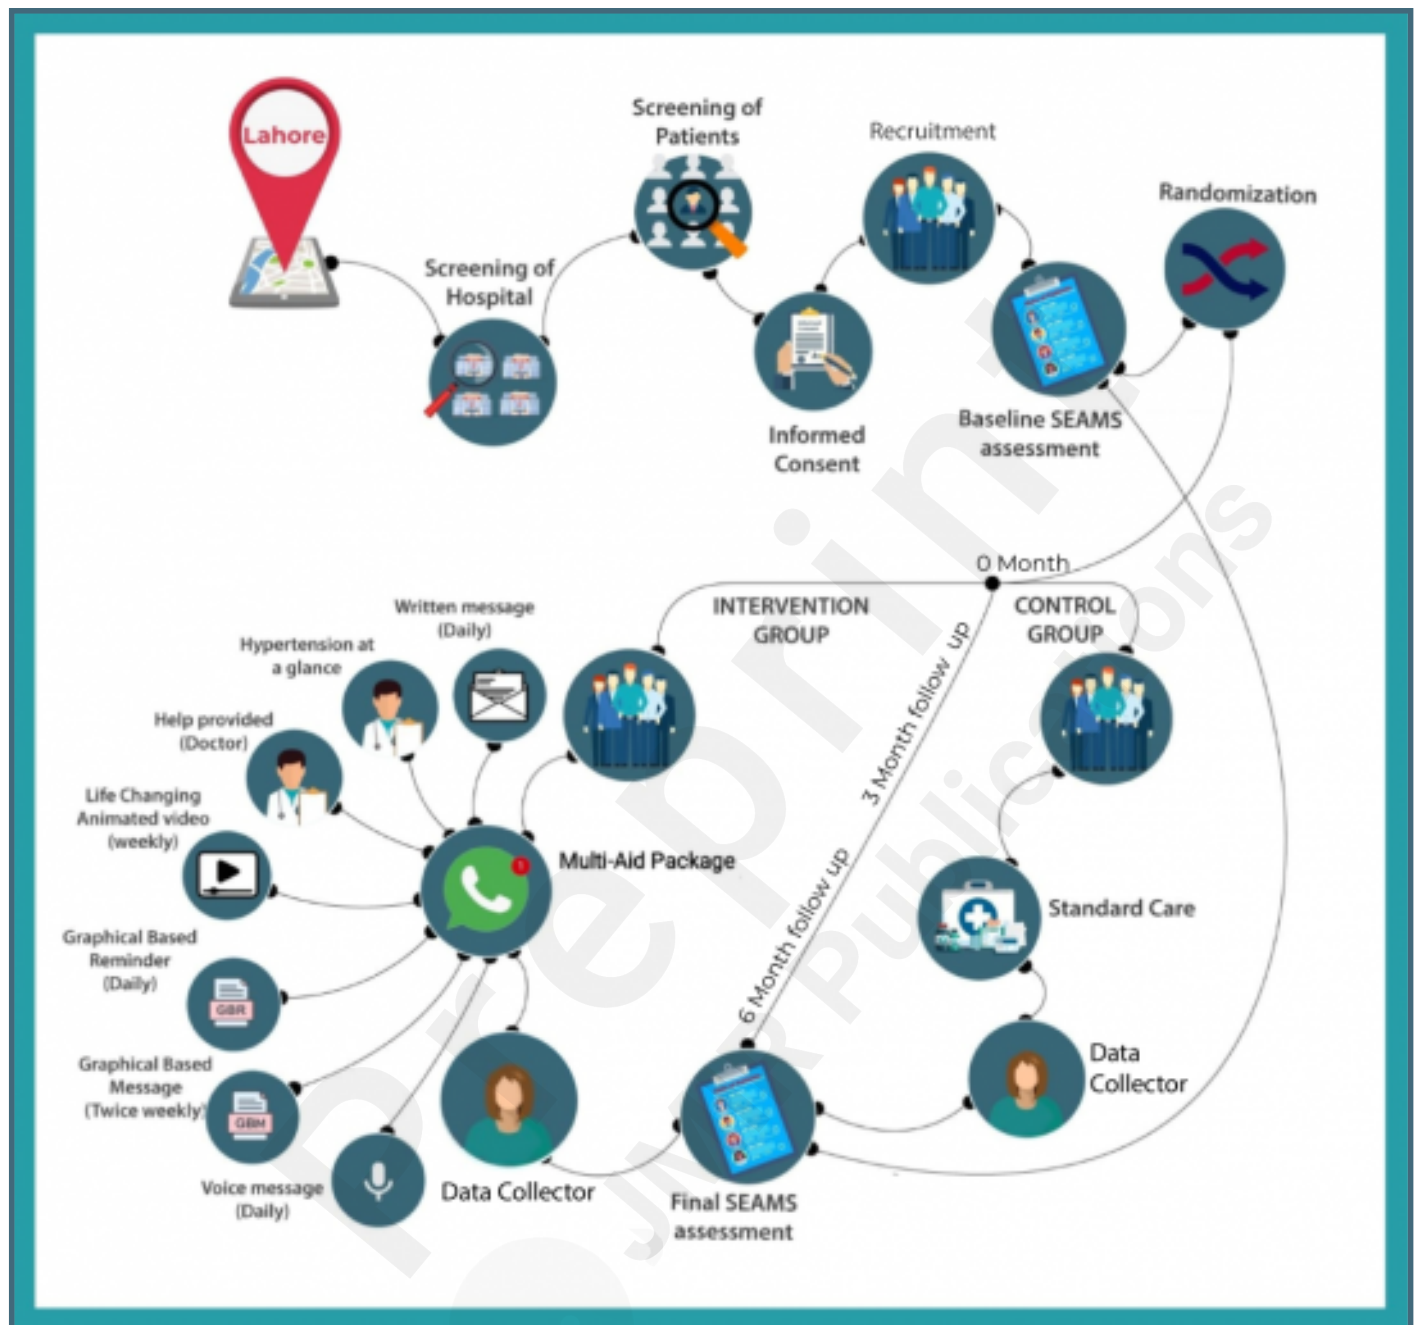 Lahore
Screening of
Hospital
Screening of
Patients
Informed
Consent
Recruitment
Baseline SEAMS
assessment
Randomization
0 Month
INTERVENTION
GROUP
CONTROL
GROUP
3 Month follow up
6 Month follow up
Written message
(Daily)
Hypertension at
a glance
Help provided
(Doctor)
Life Changing
Animated video
(weekly)
Graphical Based
Reminder
(Daily)
GBR
Graphical Based
Message
(Twice weekly)
GBM
Voice message
(Daily)
1
Multi-Aid Package
Data Collector
Standard Care
Data
Collector
Final SEAMS
assessment
Preprint
JMIR Publications